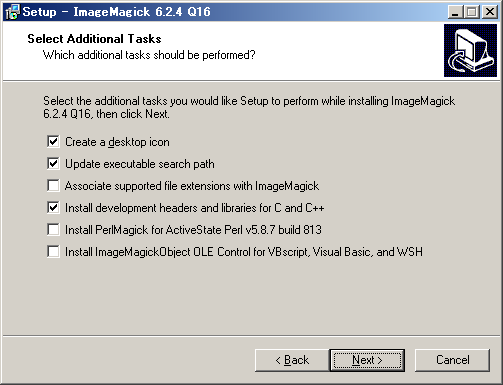 Setup - ImageMagick 6.2.4 Q16
Select Additional Tasks
Which additional tasks should be performed?
Select the additional tasks you would like Setup to perform while installing ImageMagick
6.2.4 Q16, then click Next.
Create a desktop icon
Update executable search path
Associate supported file extensions with ImageMagick
Install development headers and libraries for C and C++
Install PerlMagick for ActiveState Perl v5.8.7 build 813
Install ImageMagickObject OLE Control for VBscript, Visual Basic, and WSH
< Back
Next >
Cancel